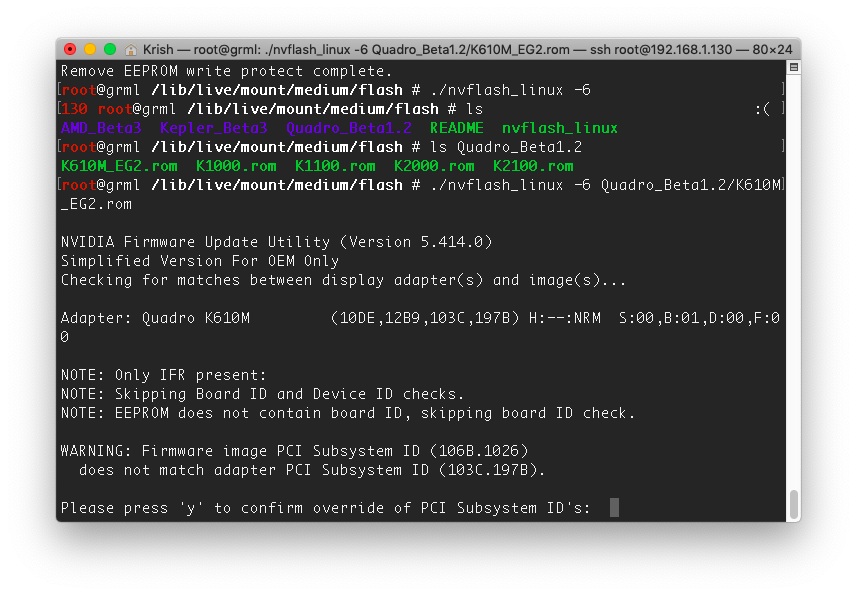 Krish — root@grml: ./nvflash_linux -6 Quadro_Beta1.2/K610M_EG2.rom — ssh root@192.168.1.130 — 80×24
Remove EEPROM write protect complete.
[root@grml /lib/live/mount/medium/flash # ./nvflash_linux -6 ]
[130 root@grml /lib/live/mount/medium/flash # ls :( ]
AMD_Beta3 Kepler_Beta3 Quadro_Beta1.2 README nvflash_linux
[root@grml /lib/live/mount/medium/flash # ls Quadro_Beta1.2 ]
K610M_EG2.rom K1000.rom K1100.rom K2000.rom K2100.rom
[root@grml /lib/live/mount/medium/flash # ./nvflash_linux -6 Quadro_Beta1.2/K610M]
_EG2.rom
NVIDIA Firmware Update Utility (Version 5.414.0)
Simplified Version For OEM Only
Checking for matches between display adapter(s) and image(s)...
Adapter: Quadro K610M (10DE,12B9,103C,197B) H:--:NRM S:00,B:01,D:00,F:0
0
NOTE: Only IFR present:
NOTE: Skipping Board ID and Device ID checks.
NOTE: EEPROM does not contain board ID, skipping board ID check.
WARNING: Firmware image PCI Subsystem ID (106B.1026)
does not match adapter PCI Subsystem ID (103C.197B).
Please press 'y' to confirm override of PCI Subsystem ID's: